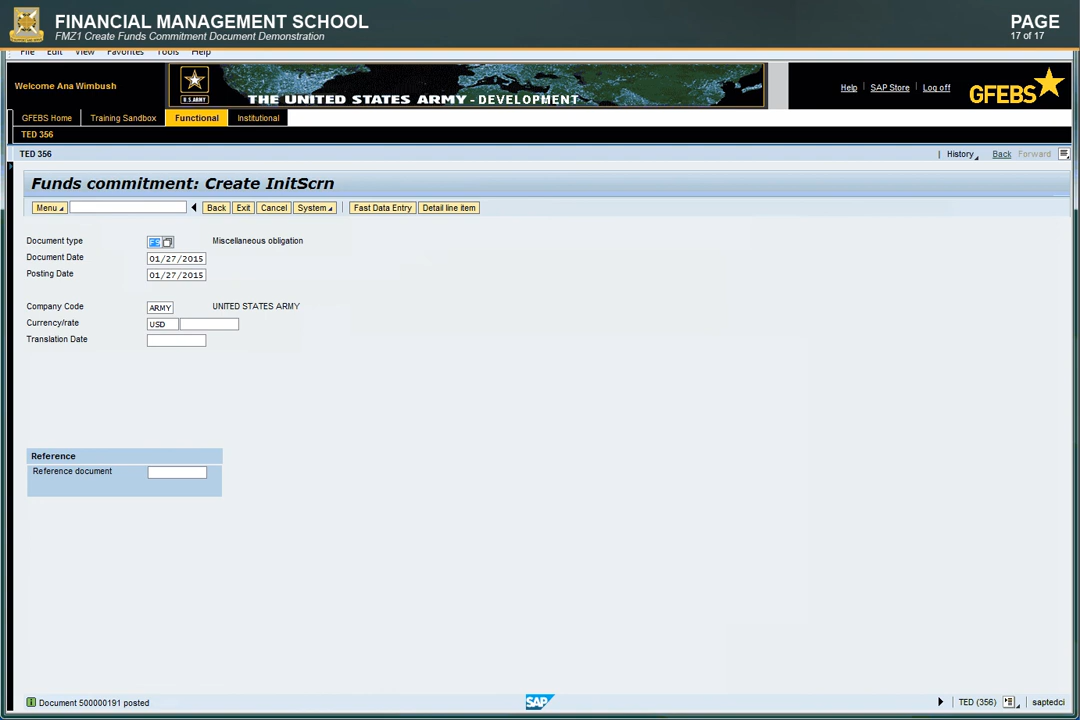 FINANCIAL MANAGEMENT SCHOOL
FMZ1 Create Funds Commitment Document Demonstration
PAGE
17 of 17
File Edit View Favorites Tools Help
Welcome Ana Wimbush
U.S.ARMY
THE UNITED STATES ARMY - DEVELOPMENT
Help SAP Store Log off
GFEBS
GFEBS Home Training Sandbox Functional Institutional
TED 356
TED 356
History Back Forward
Funds commitment: Create InitScrn
Menu Back Exit Cancel System Fast Data Entry Detail line item
Document type Miscellaneous obligation
Document Date 01/27/2015
Posting Date 01/27/2015
Company Code ARMY UNITED STATES ARMY
Currency/rate USD
Translation Date
Reference
Reference document
Document 500000191 posted
SAP
TED (356) saptedci